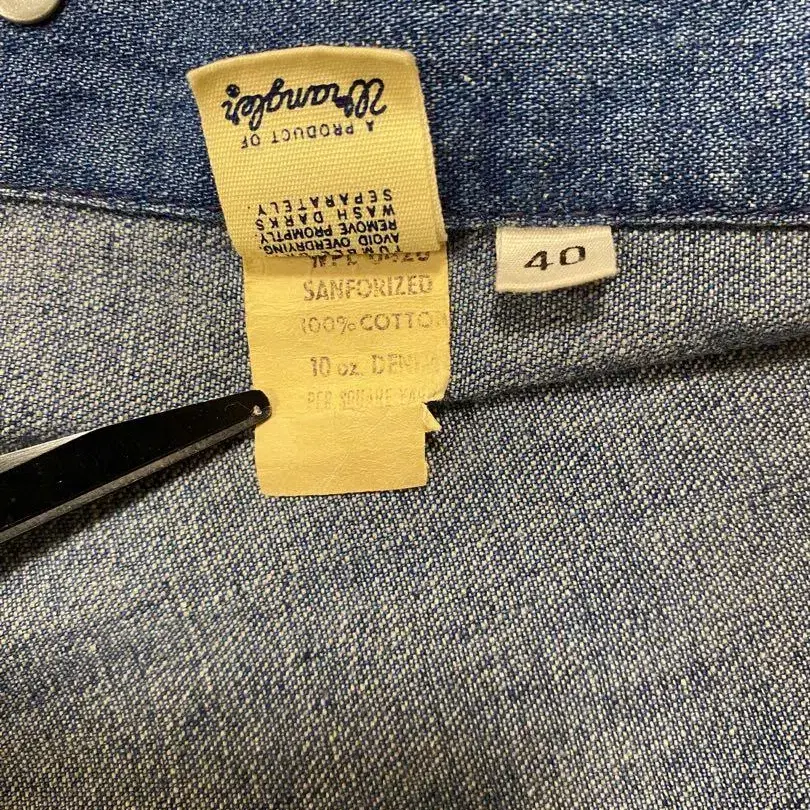 AVOID OVERDRYING
REMOVE PROMPTLY
WASH DARKS
SEPARATELY.
A PRODUCT OF
Wrangler®
SANFORIZED
100% COTTON
10 oz. DENIM
PER SQUARE YARD
40